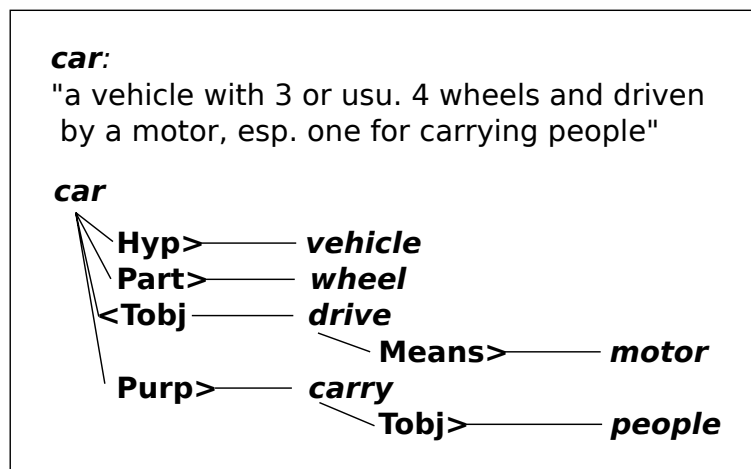 car:
"a vehicle with 3 or usu. 4 wheels and driven
by a motor, esp. one for carrying people"
car
Hyp> vehicle
Part> wheel
<Tobj drive
Means> motor
Purp> carry
Tobj> people